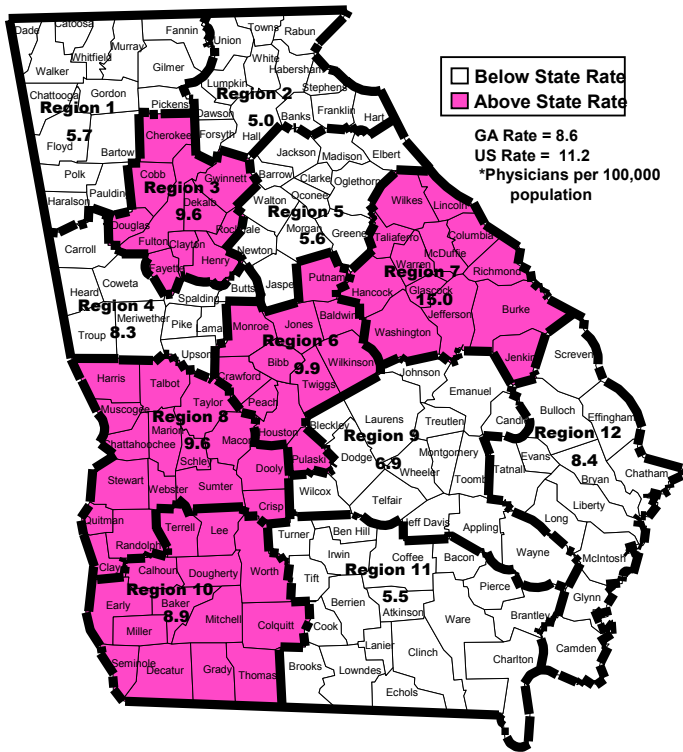 Dade
Catoosa
Fannin
Towns
Rabun
Union
Murray
Whitfield
White
Walker
Gilmer
Habersham
Lumpkin
Stephens
Chattooga
Gordon
Region 1
Pickens
Region 2
Dawson
Banks
Franklin
Hart
5.7
5.0
Cherokee
Forsyth
Hall
Floyd
Bartow
Jackson
Madison
Elbert
Polk
Cobb
Gwinnett
Barrow
Clarke
Oglethorp
Pauldin
Region 3
Haralson
Dekalb
Walton
Oconee
Wilkes
Lincoln
9.6
Region 5
Douglas
Rockdale
Morgan
Greene
Taliaferro
Columbia
Fulton
Clayton
5.6
Carroll
Newton
McDuffie
Fayette
Henry
Warren
Region 7
Richmond
Coweta
Butts
Jasper
Putnam
Heard
Spalding
Hancock
Glascock
15.0
Region 4
Meriwether
Baldwin
Jefferson
Burke
Troup
8.3
Pike
Lamar
Monroe
Jones
Washington
Region 6
Upson
Bibb
Wilkinson
Jenkins
Screven
9.9
Harris
Talbot
Crawford
Twiggs
Johnson
Emanuel
Taylor
Peach
Muscogee
Region 8
Laurens
Treutlen
Candler
Bulloch
Effingham
Marion
Bleckley
Region 9
Region 12
Chattahoochee
9.6
Macon
Houston
Dodge
6.9
Montgomery
Evans
8.4
Schley
Pulaski
Wheeler
Tattnall
Bryan
Chatham
Stewart
Webster
Sumter
Dooly
Wilcox
Telfair
Toomb
Liberty
Crisp
Long
Quitman
Terrell
Lee
Jeff Davis
Appling
Randolph
Turner
Ben Hill
Wayne
McIntosh
Clay
Calhoun
Dougherty
Worth
Irwin
Coffee
Bacon
Region 10
Region 11
Tift
Pierce
Early
Baker
5.5
Glynn
8.9
Mitchell
Berrien
Atkinson
Ware
Brantley
Miller
Colquitt
Cook
Lanier
Clinch
Camden
Seminole
Decatur
Grady
Thomas
Brooks
Lowndes
Charlton
Echols
Below State Rate
Above State Rate
GA Rate = 8.6
US Rate = 11.2
*Physicians per 100,000
population